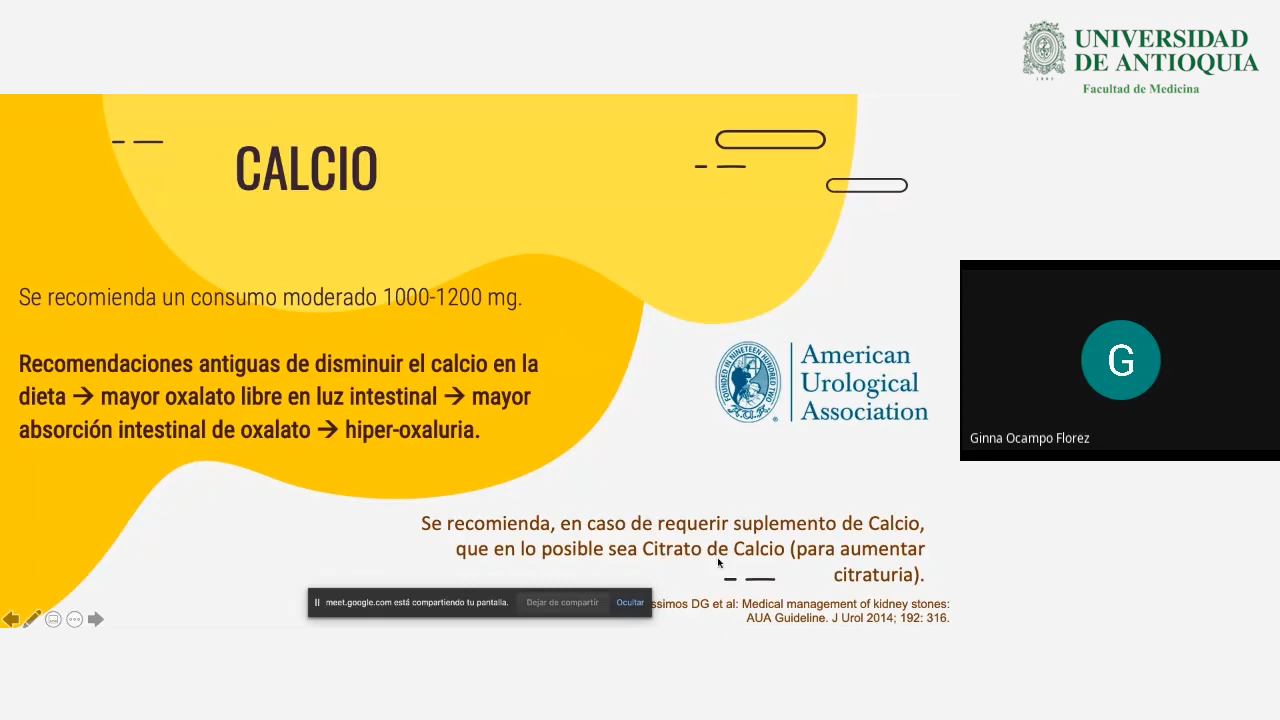 UNIVERSIDAD
DE ANTIOQUIA
1803
Facultad de Medicina
CALCIO
Se recomienda un consumo moderado 1000-1200 mg.
Recomendaciones antiguas de disminuir el calcio en la
dieta → mayor oxalato libre en luz intestinal → mayor
absorción intestinal de oxalato → hiper-oxaluria.
American
Urological
Association
G
Ginna Ocampo Florez
Se recomienda, en caso de requerir suplemento de Calcio,
que en lo posible sea Citrato de Calcio (para aumentar
citraturia).
meet.google.com está compartiendo tu pantalla. Dejar de compartir Ocultar
DG et al: Medical management of kidney stones:
AUA Guideline. J Urol 2014; 192: 316.